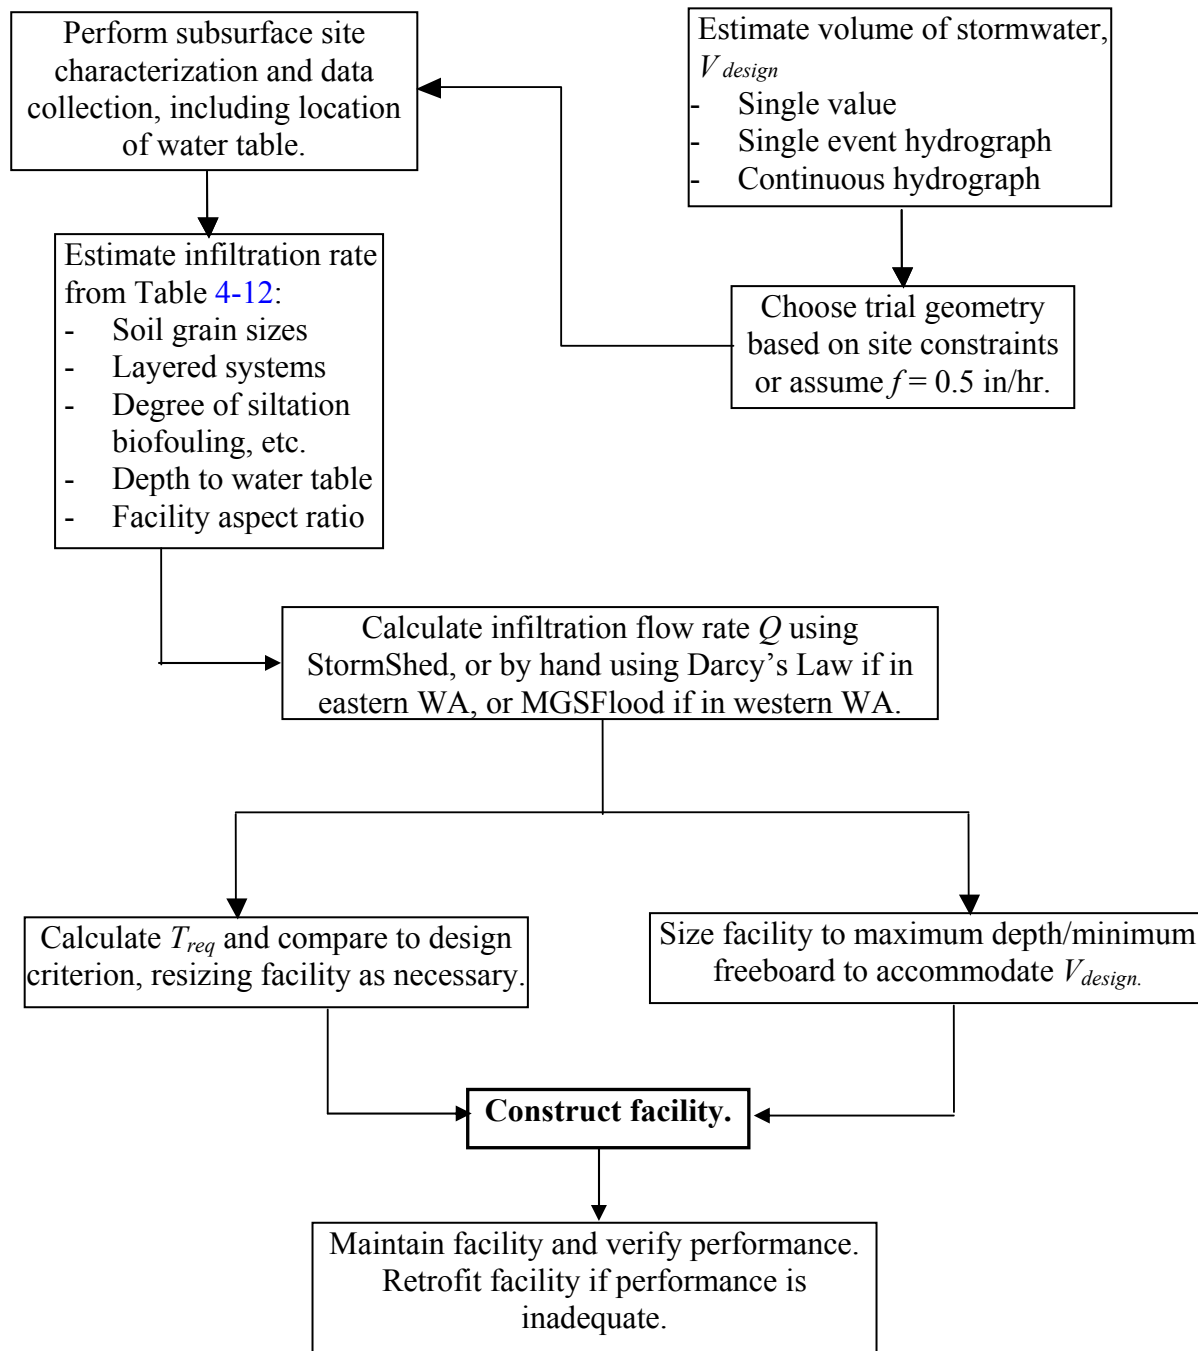 Perform subsurface site
characterization and data
collection, including location
of water table.
Estimate volume of stormwater,
V design
- Single value
- Single event hydrograph
- Continuous hydrograph
Choose trial geometry
based on site constraints
or assume f = 0.5 in/hr.
Estimate infiltration rate
from Table 4-12:
- Soil grain sizes
- Layered systems
- Degree of siltation
biofouling, etc.
- Depth to water table
- Facility aspect ratio
Calculate infiltration flow rate Q using
StormShed, or by hand using Darcy’s Law if in
eastern WA, or MGSFlood if in western WA.
Calculate Treq and compare to design
criterion, resizing facility as necessary.
Size facility to maximum depth/minimum
freeboard to accommodate Vdesign.
Construct facility.
Maintain facility and verify performance.
Retrofit facility if performance is
inadequate.